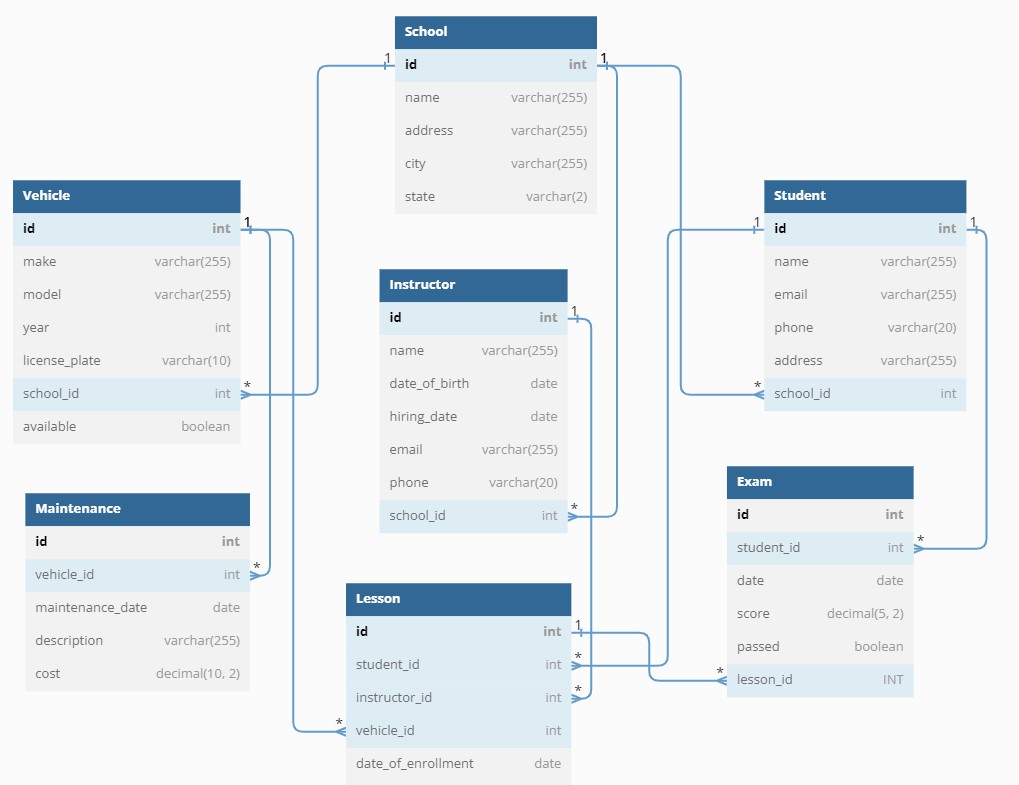 School
1 id int 1
name varchar(255)
address varchar(255)
city varchar(255)
state varchar(2)
Vehicle
id int 1
make varchar(255)
model varchar(255)
year int
license_plate varchar(10)
school_id int *
available boolean
Student
1 id int 1
name varchar(255)
email varchar(255)
phone varchar(20)
address varchar(255)
* school_id int
Instructor
id int 1
name varchar(255)
date_of_birth date
hiring_date date
email varchar(255)
phone varchar(20)
school_id int *
Maintenance
id int
vehicle_id int *
maintenance_date date
description varchar(255)
cost decimal(10, 2)
Exam
id int
student_id int *
date date
score decimal(5, 2)
passed boolean
* lesson_id INT
Lesson
id int 1
student_id int *
instructor_id int *
* vehicle_id int
date_of_enrollment date